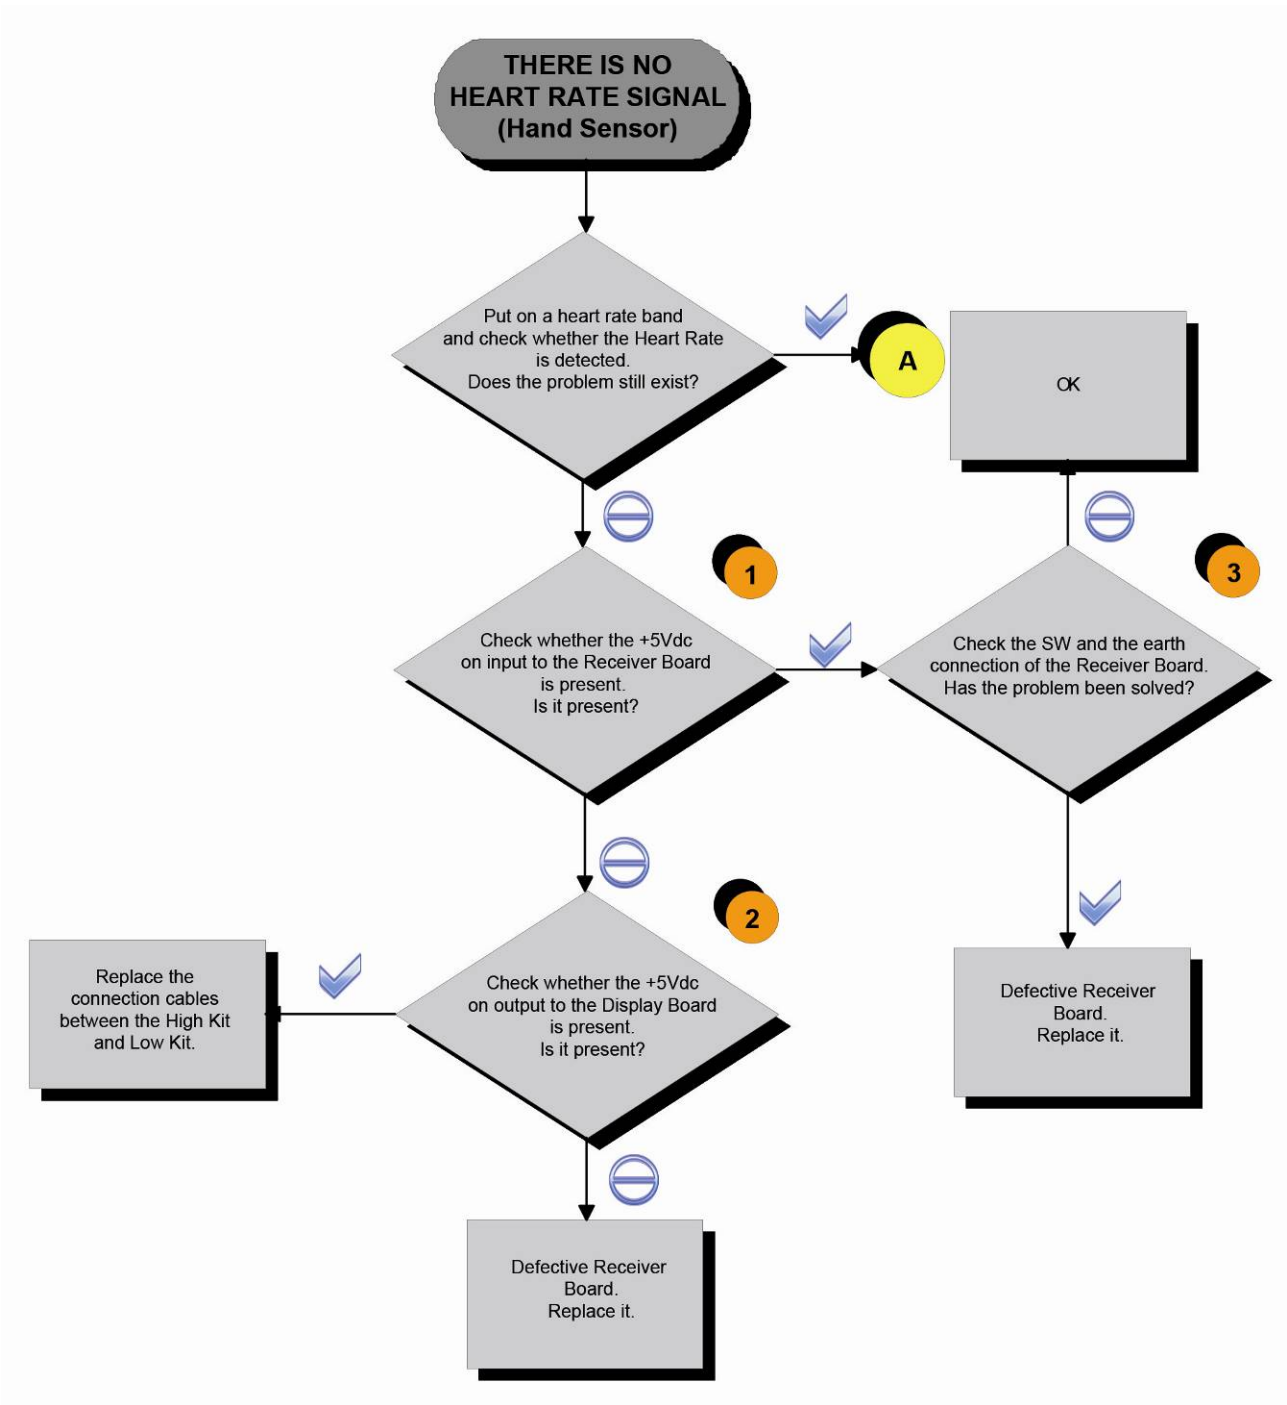 THERE IS NO
HEART RATE SIGNAL
(Hand Sensor)
Put on a heart rate band
and check whether the Heart Rate
is detected.
Does the problem still exist?
A
OK
1
Check whether the +5Vdc
on input to the Receiver Board
is present.
Is it present?
3
Check the SW and the earth
connection of the Receiver Board.
Has the problem been solved?
2
Check whether the +5Vdc
on output to the Display Board
is present.
Is it present?
Replace the
connection cables
between the High Kit
and Low Kit.
Defective Receiver
Board.
Replace it.
Defective Receiver
Board.
Replace it.